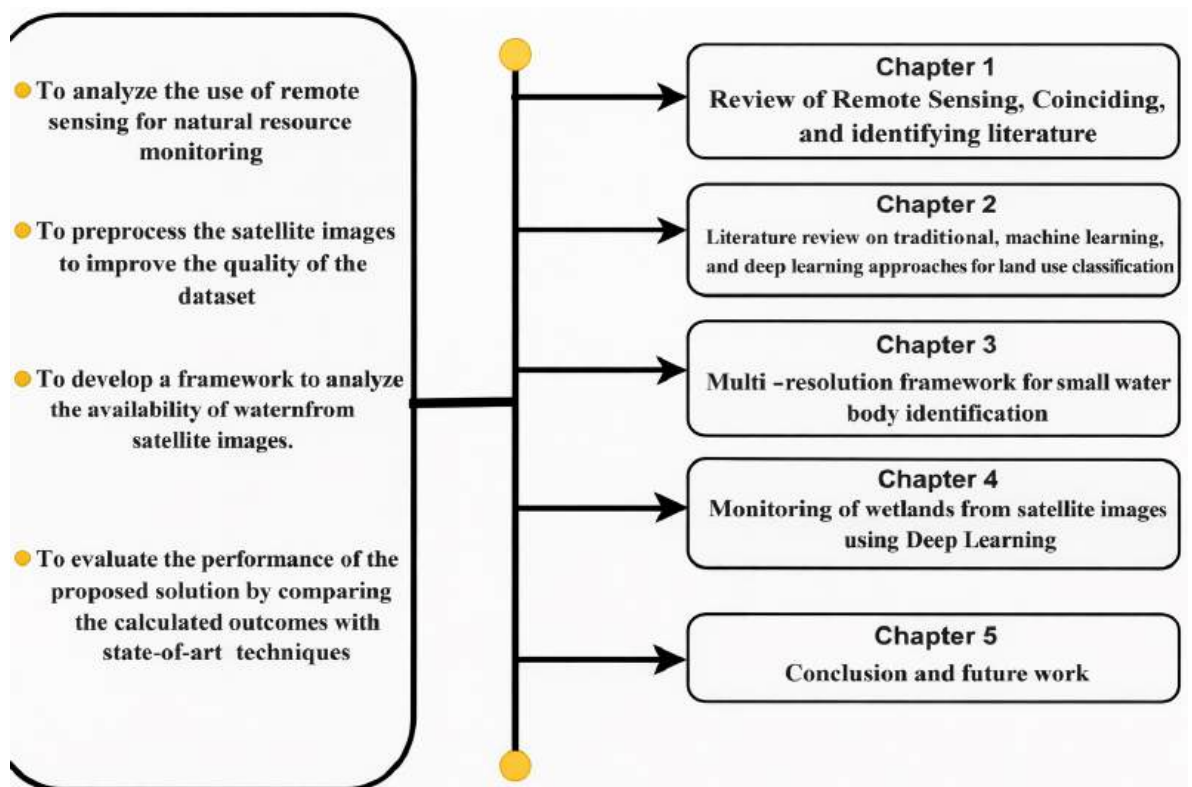 To analyze the use of remote
sensing for natural resource
monitoring
To preprocess the satellite images
to improve the quality of the
dataset
To develop a framework to analyze
the availability of waternfrom
satellite images.
To evaluate the performance of the
proposed solution by comparing
the calculated outcomes with
state-of-art techniques
Chapter 1
Review of Remote Sensing, Coinciding,
and identifying literature
Chapter 2
Literature review on traditional, machine learning,
and deep learning approaches for land use classification
Chapter 3
Multi -resolution framework for small water
body identification
Chapter 4
Monitoring of wetlands from satellite images
using Deep Learning
Chapter 5
Conclusion and future work